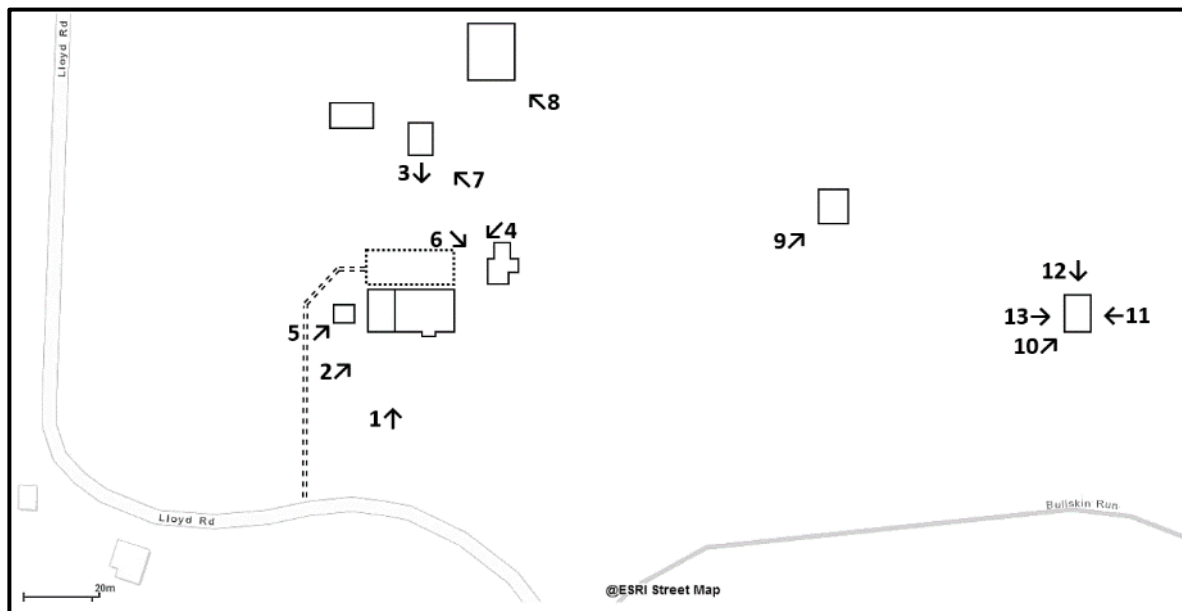 Lloyd Rd
↖8
3↓
↖7
6↘
↙4
9↗
12↓
13→
←11
5↗
10↗
2↗
1↑
Bullskin Run
Lloyd Rd
20m
@ESRI Street Map